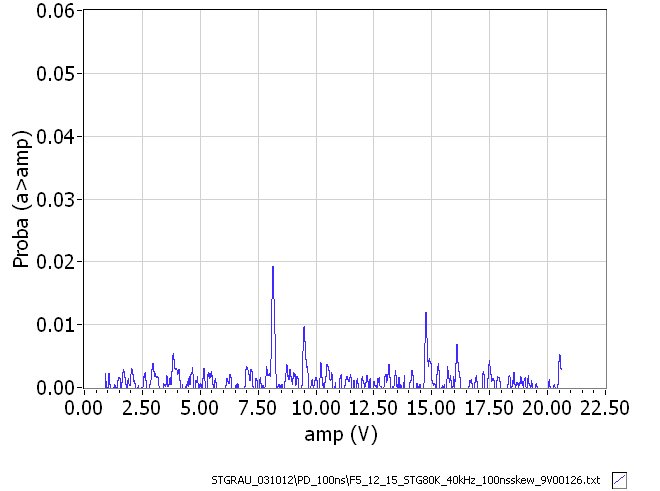 0.06
0.05
0.04
0.03
0.02
0.01
0.00
Proba (a>amp)
0.00 2.50 5.00 7.50 10.00 12.50 15.00 17.50 20.00 22.50
amp (V)
STGRAU_031012\PD_100ns\F5_12_15_STG80K_40kHz_100nsskew_9V00126.txt